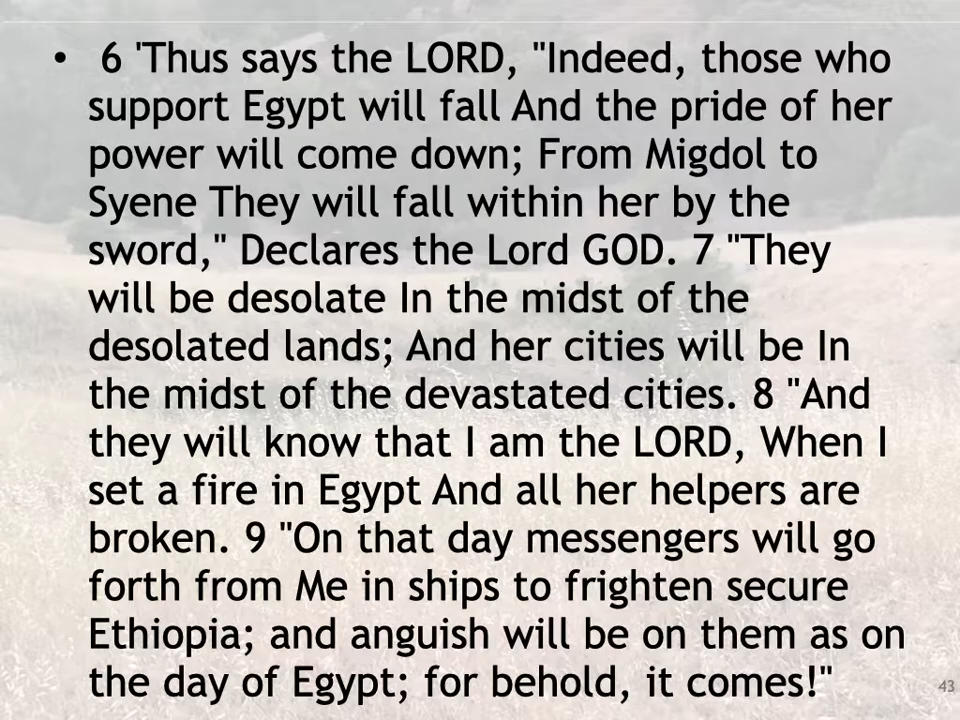 • 6 'Thus says the LORD, "Indeed, those who
support Egypt will fall And the pride of her
power will come down; From Migdol to
Syene They will fall within her by the
sword," Declares the Lord GOD. 7 "They
will be desolate In the midst of the
desolated lands; And her cities will be In
the midst of the devastated cities. 8 "And
they will know that I am the LORD, When I
set a fire in Egypt And all her helpers are
broken. 9 "On that day messengers will go
forth from Me in ships to frighten secure
Ethiopia; and anguish will be on them as on
the day of Egypt; for behold, it comes!"
43